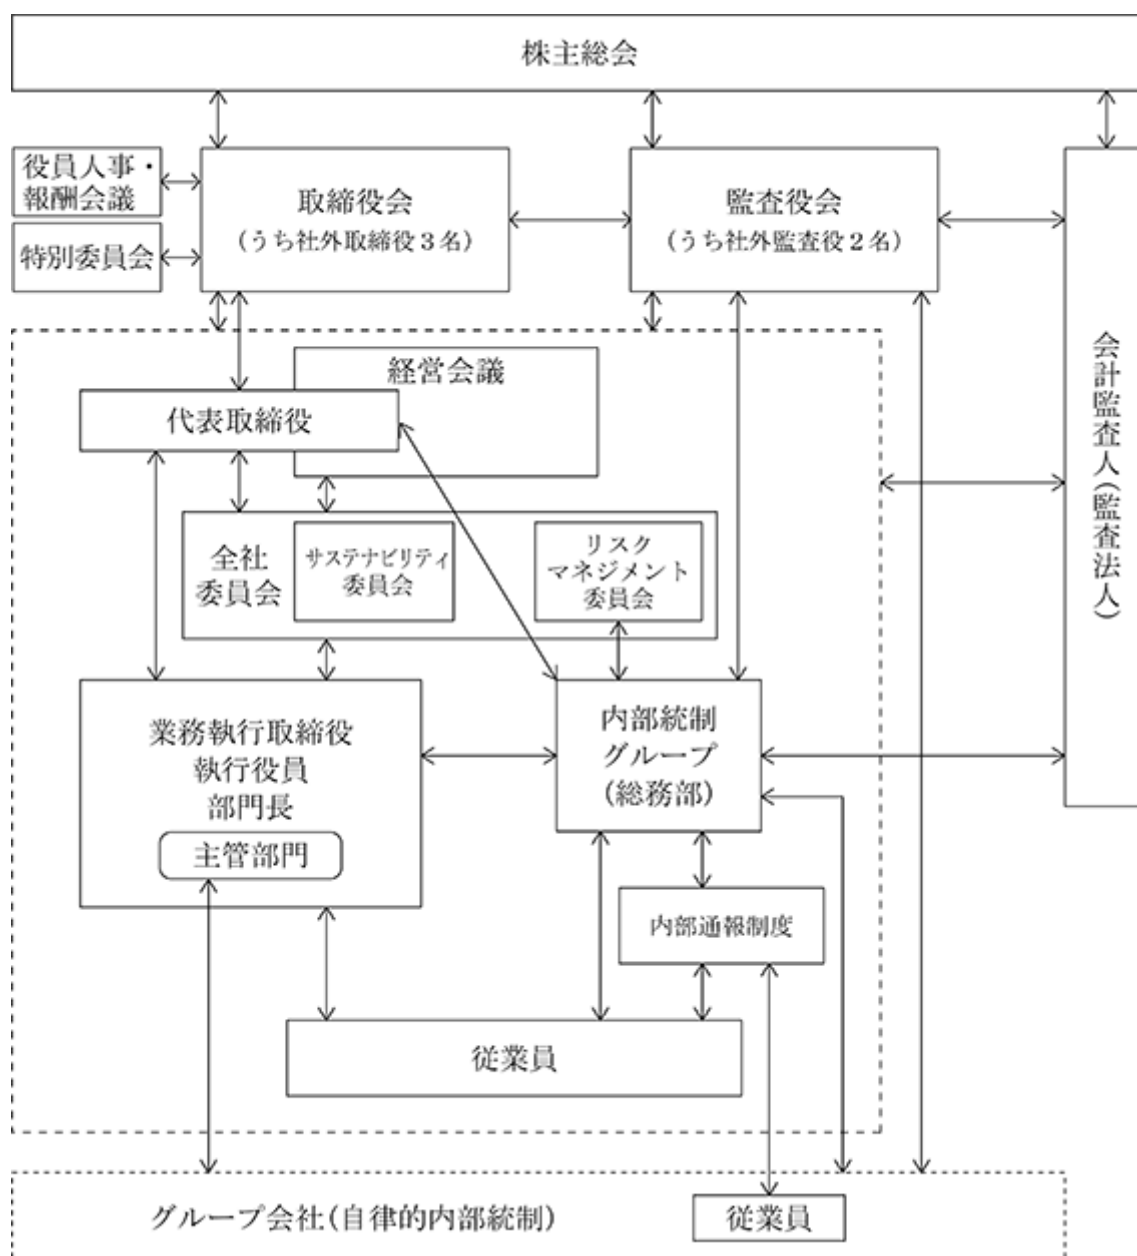 株主総会
役員人事・
報酬会議
特別委員会
取締役会
(うち社外取締役3名)
監査役会
(うち社外監査役2名)
会計監査人(監査法人)
経営会議
代表取締役
全社
委員会
サステナビリティ
委員会
リスク
マネジメント
委員会
業務執行取締役
執行役員
部門長
主管部門
内部統制
グループ
(総務部)
内部通報制度
従業員
グループ会社(自律的内部統制)
従業員